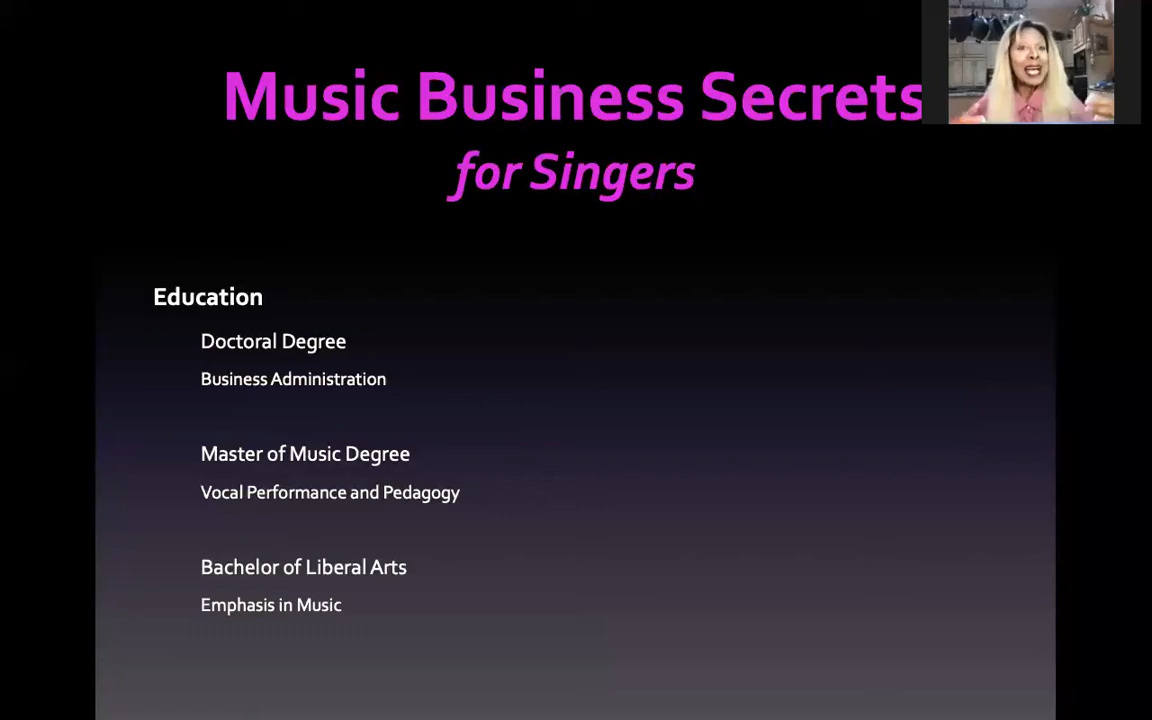 Music Business Secrets
for Singers
Education
Doctoral Degree
Business Administration
Master of Music Degree
Vocal Performance and Pedagogy
Bachelor of Liberal Arts
Emphasis in Music